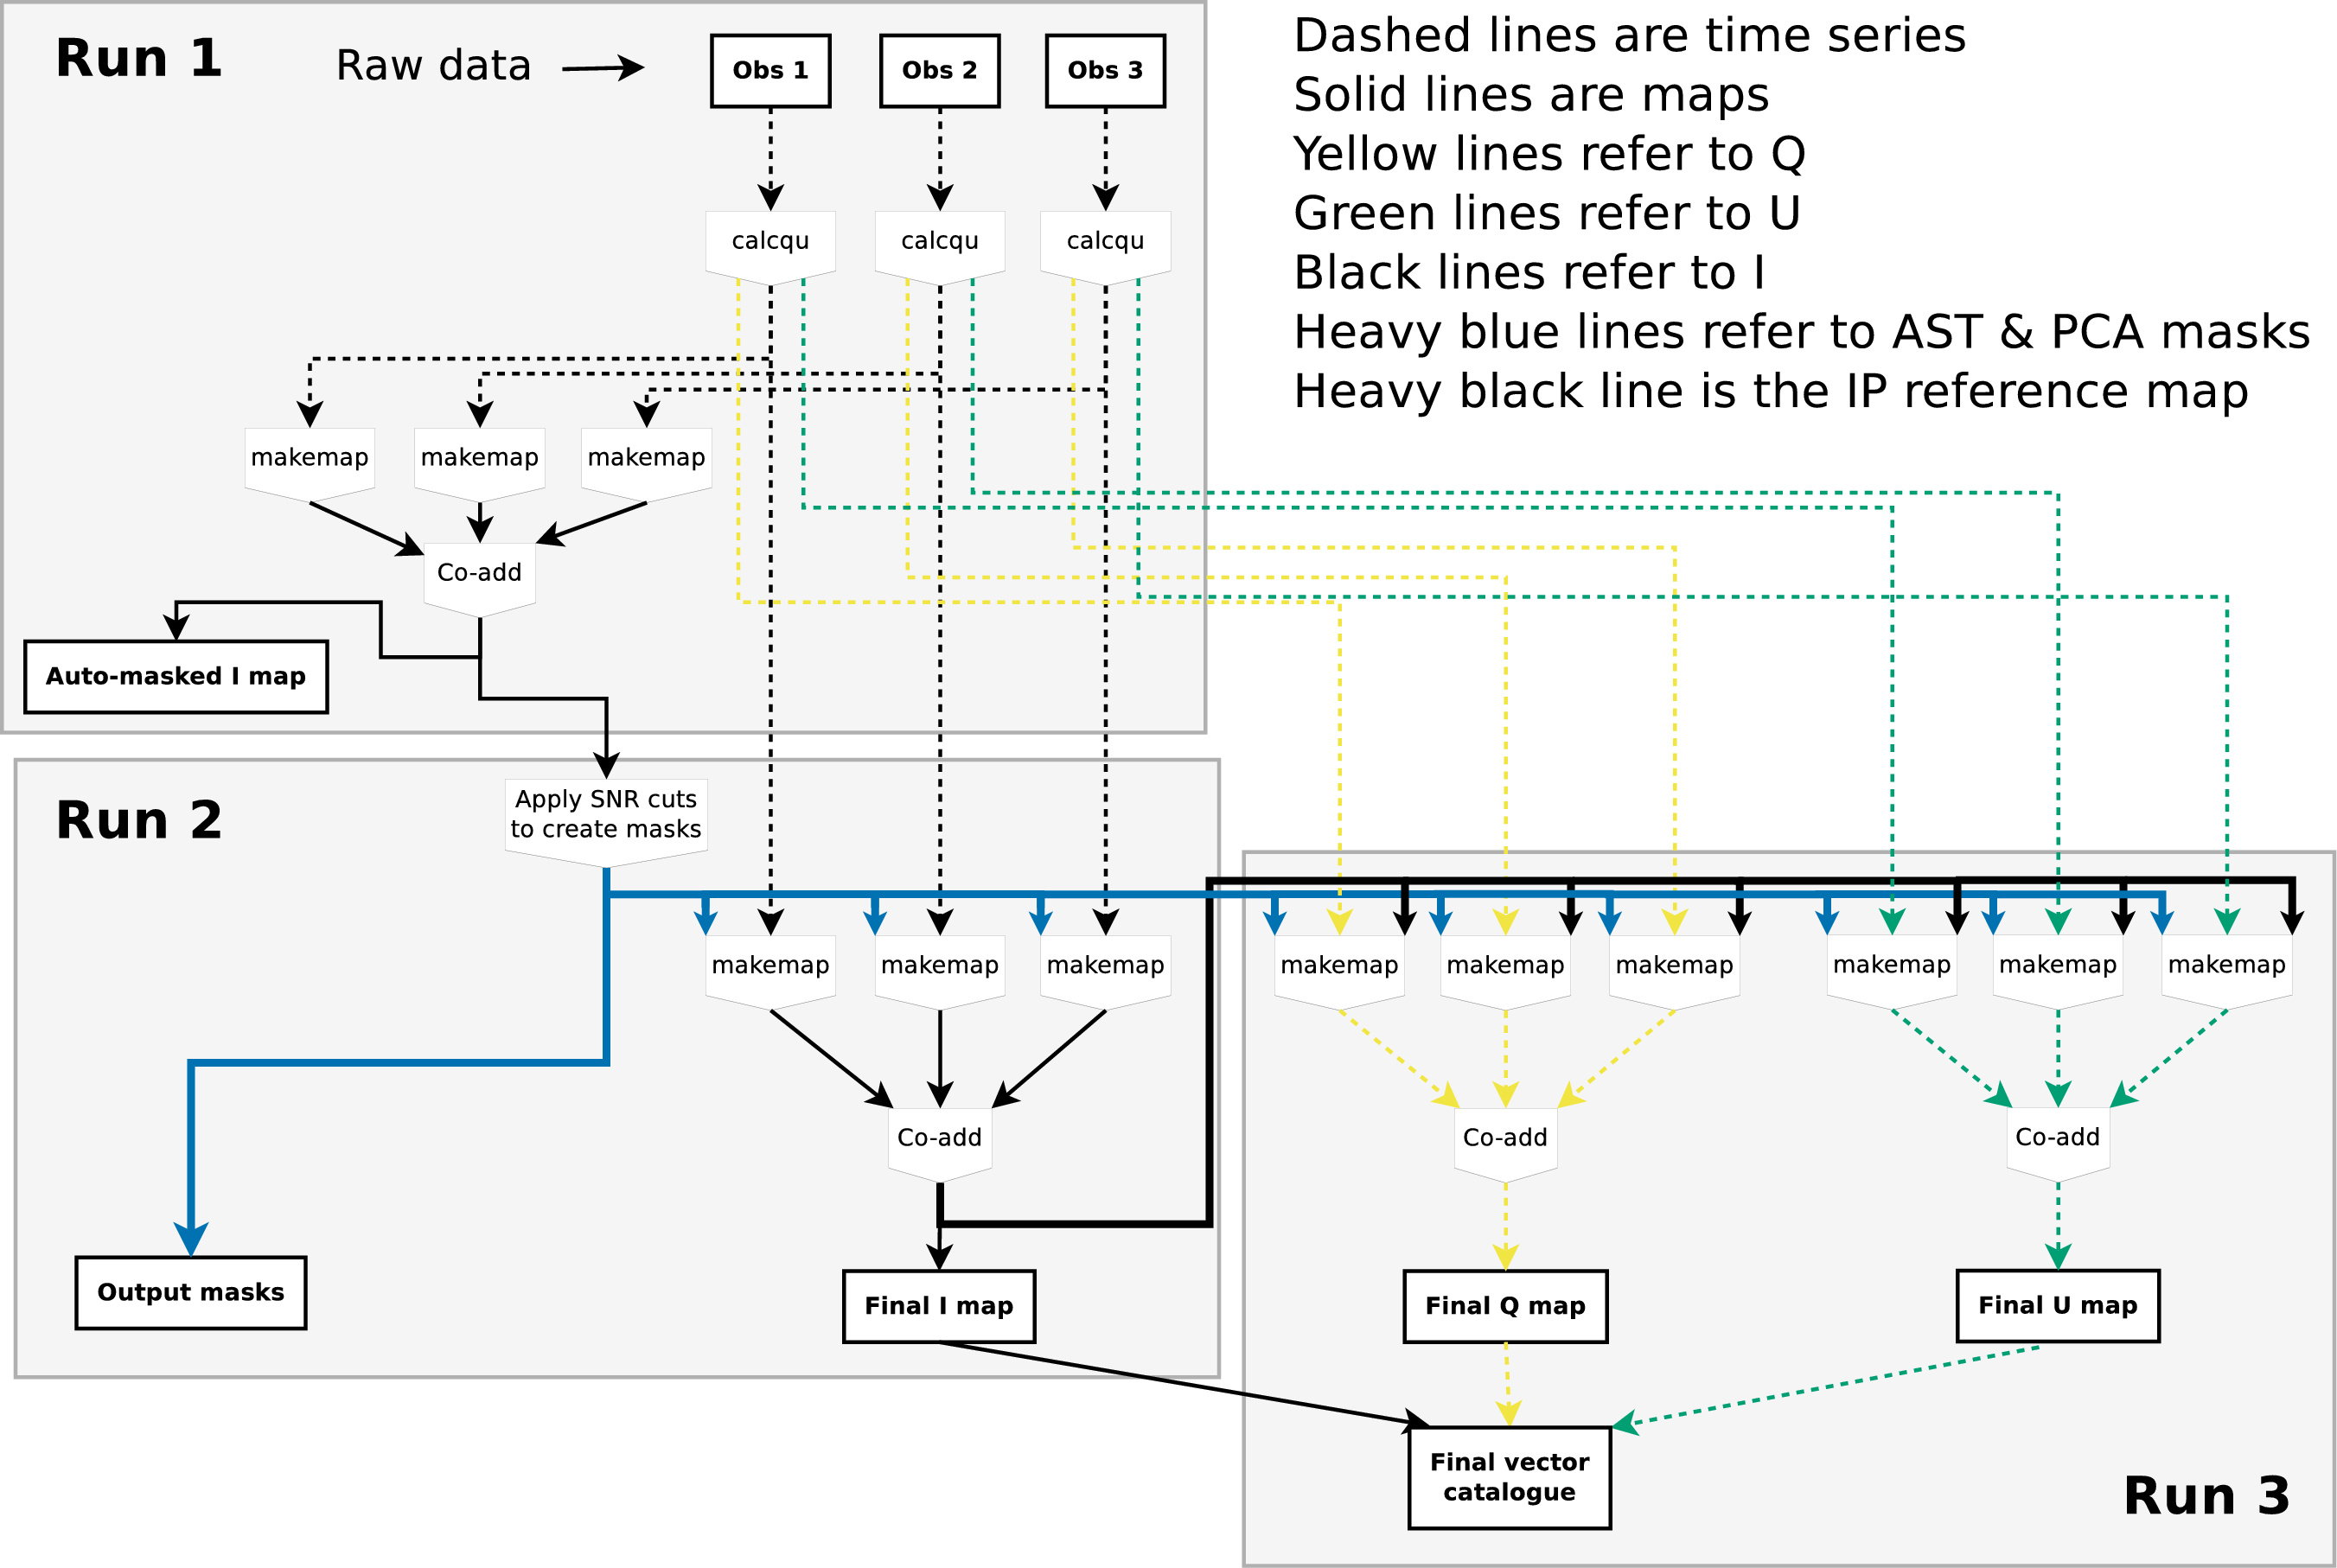 Run 1
Raw data
Obs 1
Obs 2
Obs 3
Dashed lines are time series
Solid lines are maps
Yellow lines refer to Q
Green lines refer to U
Black lines refer to I
Heavy blue lines refer to AST & PCA masks
Heavy black line is the IP reference map
calcqu
calcqu
calcqu
makemap
makemap
makemap
Co-add
Auto-masked I map
Run 2
Apply SNR cuts
to create masks
makemap
makemap
makemap
makemap
makemap
makemap
makemap
makemap
makemap
Co-add
Co-add
Co-add
Output masks
Final I map
Final Q map
Final U map
Final vector
catalogue
Run 3